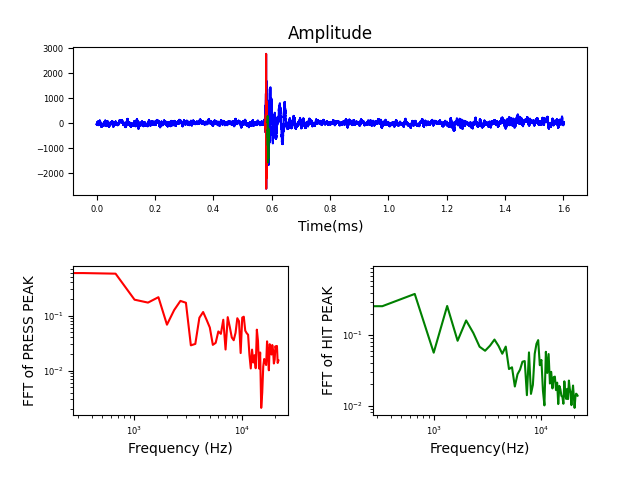 Amplitude
3000
2000
1000
0
−1000
−2000
0.0 0.2 0.4 0.6 0.8 1.0 1.2 1.4 1.6
Time(ms)
FFT of PRESS PEAK
10⁻¹
10⁻²
10³ 10⁴
Frequency (Hz)
FFT of HIT PEAK
10⁻¹
10⁻²
10³ 10⁴
Frequency(Hz)